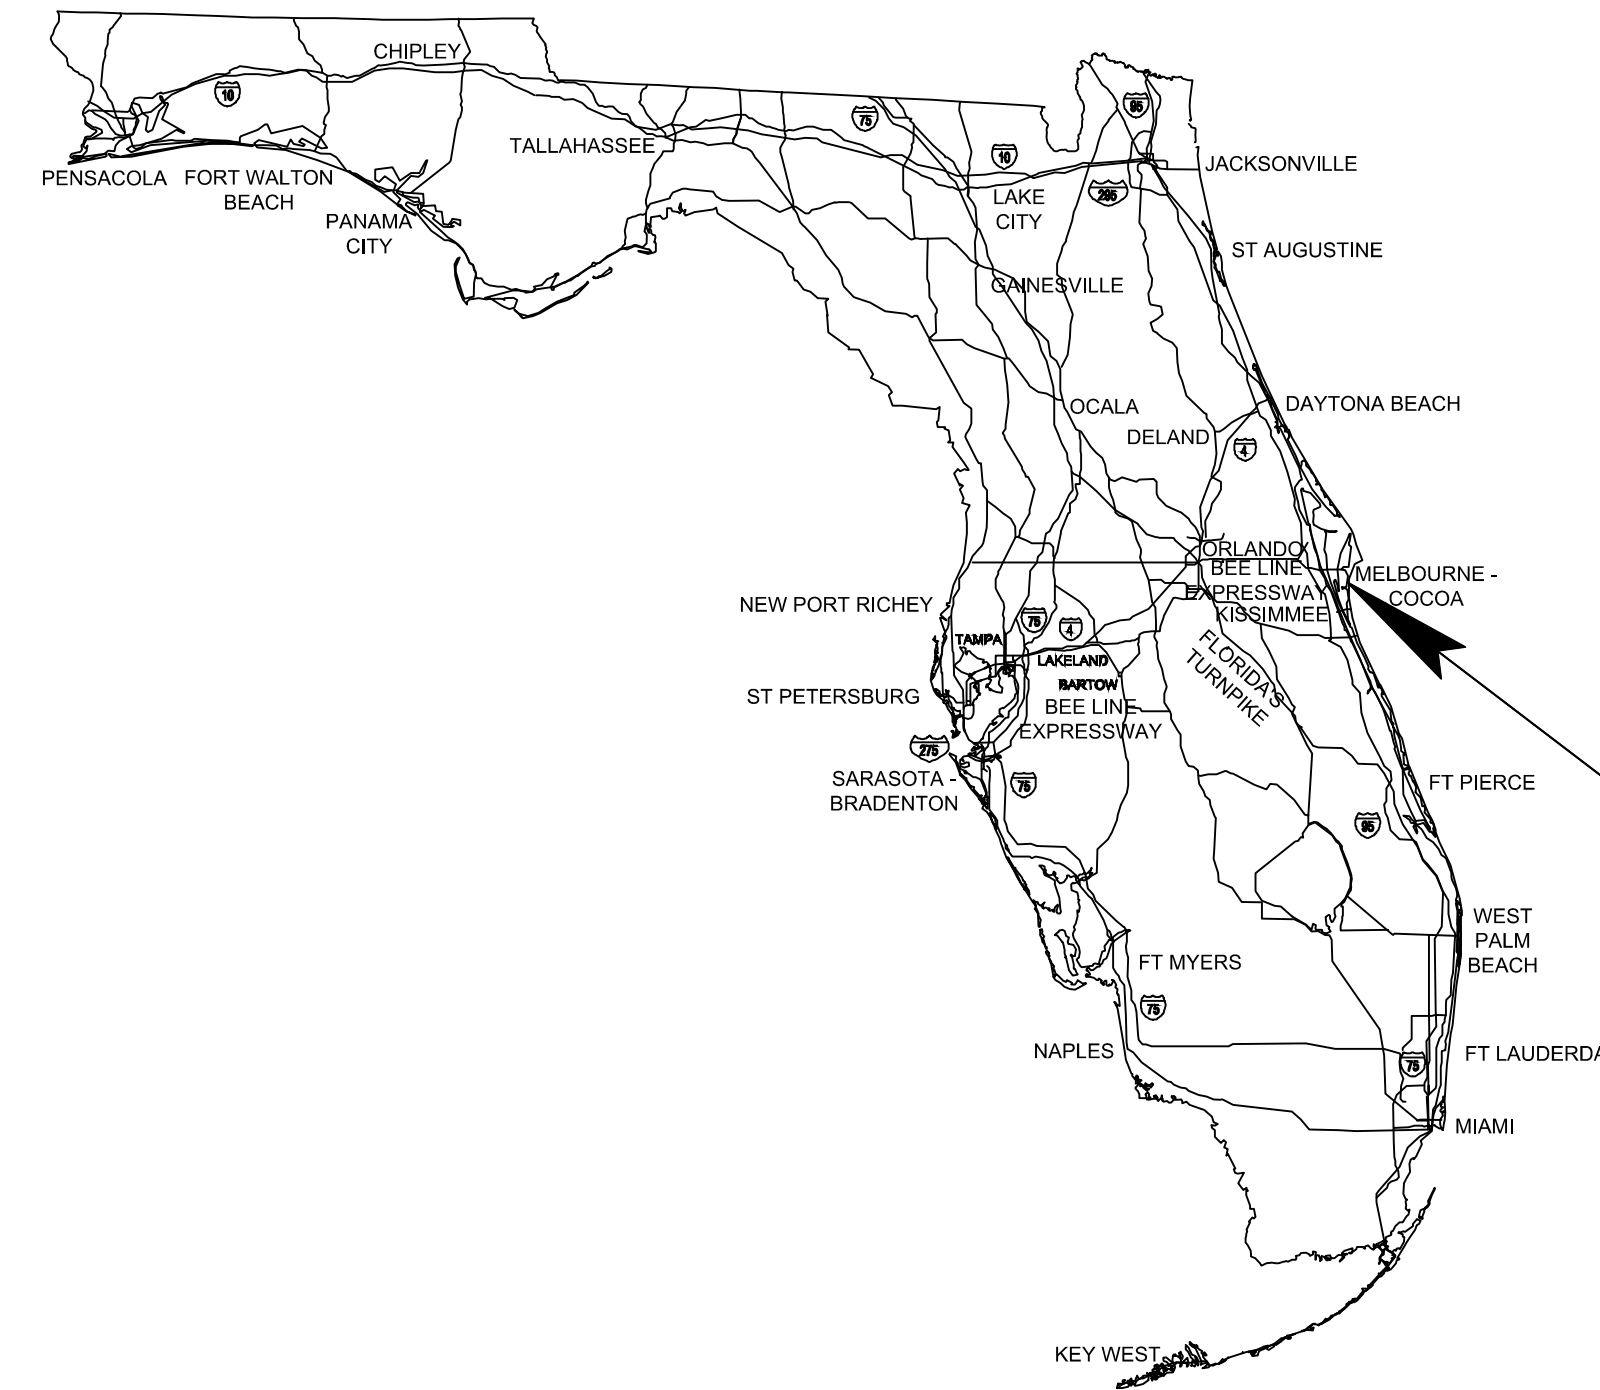 CHIPLEY
10
75
95
TALLAHASSEE
10
JACKSONVILLE
PENSACOLA
FORT WALTON
BEACH
295
LAKE
CITY
PANAMA
CITY
ST AUGUSTINE
GAINESVILLE
OCALA
DAYTONA BEACH
DELAND
4
ORLANDO
BEE LINE
EXPRESSWAY
KISSIMMEE
MELBOURNE -
COCOA
NEW PORT RICHEY
75
4
TAMPA
LAKELAND
BARTOW
FLORIDA'S
TURNPIKE
ST PETERSBURG
BEE LINE
EXPRESSWAY
275
SARASOTA -
BRADENTON
75
FT PIERCE
95
WEST
PALM
BEACH
FT MYERS
75
NAPLES
75
FT LAUDERDA
MIAMI
KEY WEST